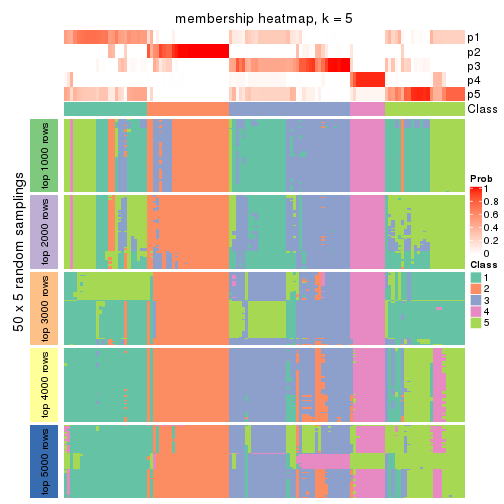 membership heatmap, k = 5
p1
p2
p3
p4
p5
Class
50 x 5 random samplings
top 1000 rows
top 2000 rows
top 3000 rows
top 4000 rows
top 5000 rows
Prob
1
0.8
0.6
0.4
0.2
0
Class
1
2
3
4
5